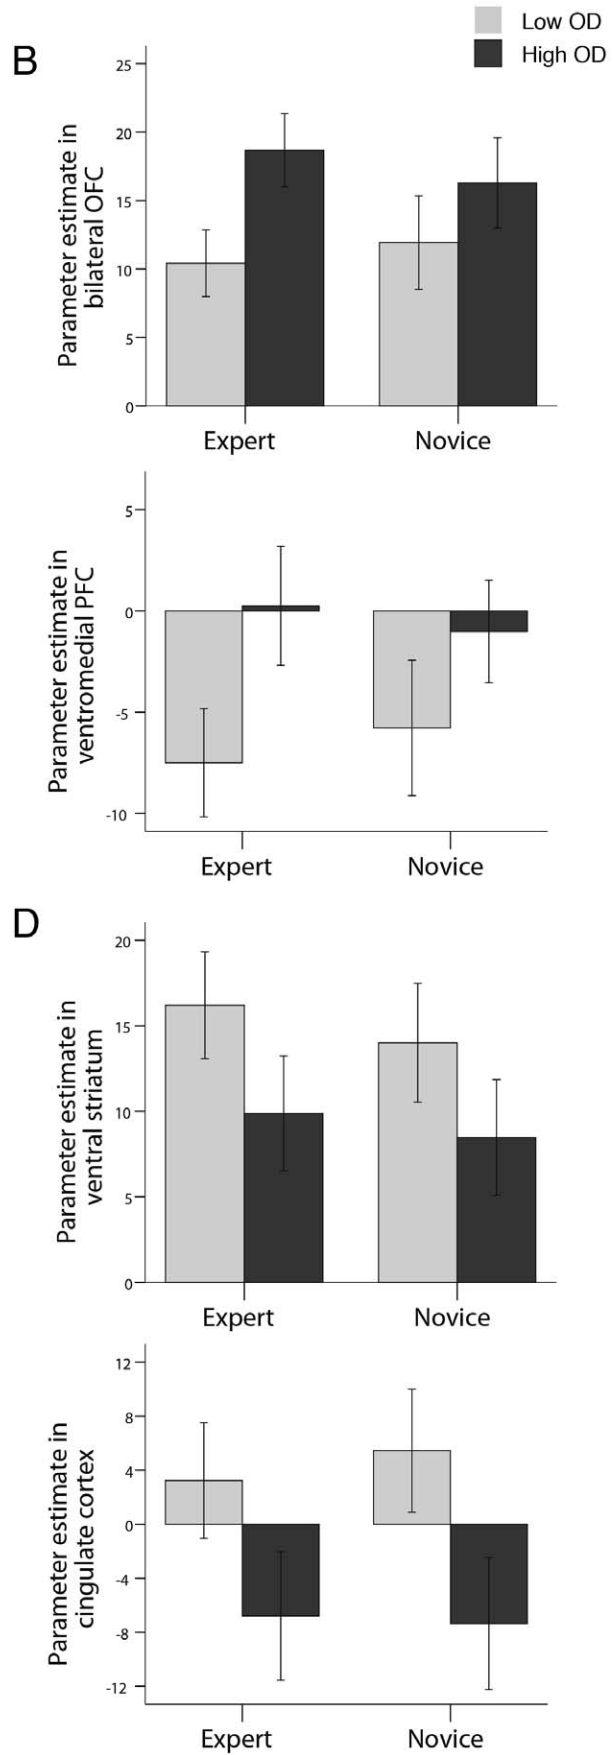 Low OD
High OD
B
Parameter estimate in
bilateral OFC
25
20
15
10
5
0
Expert
Novice
Parameter estimate in
ventromedial PFC
5
0
-5
-10
Expert
Novice
D
Parameter estimate in
ventral striatum
20
15
10
5
0
Expert
Novice
Parameter estimate in
cingulate cortex
12
8
4
0
-4
-8
-12
Expert
Novice